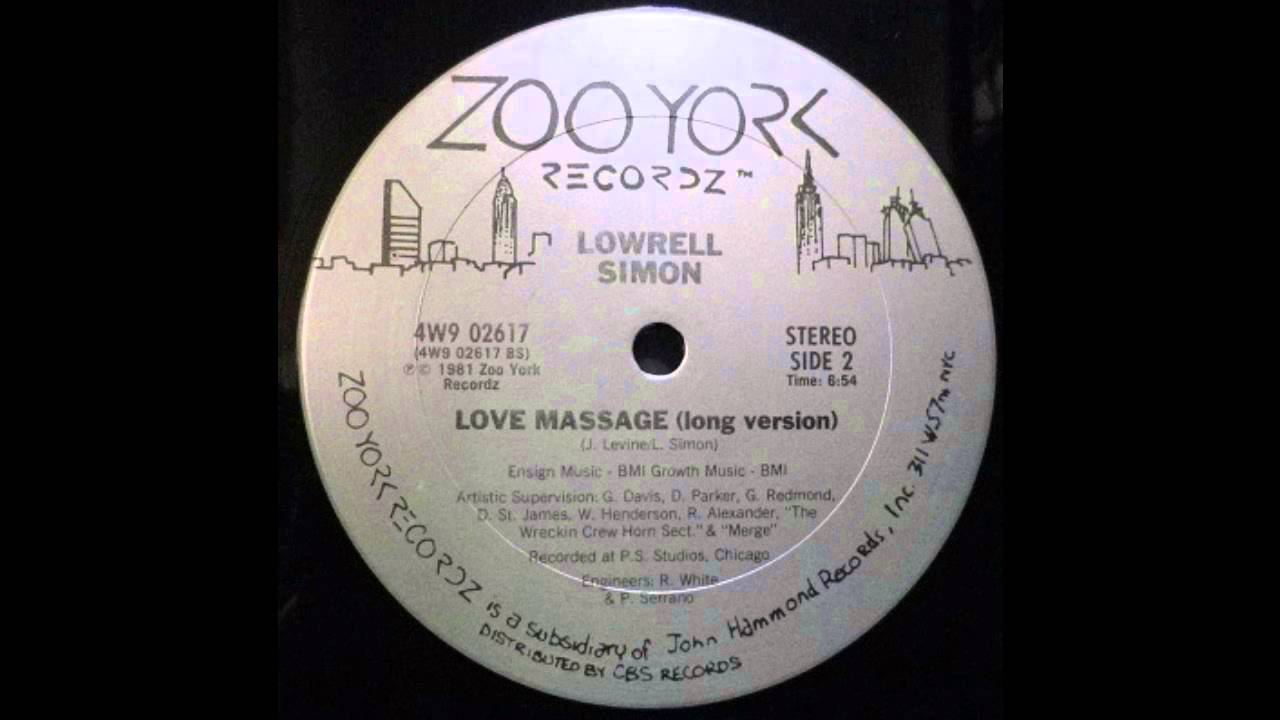 ZOO YORK
RECORDZ™
LOWRELL
SIMON
4W9 02617
(4W9 02617 BS)
℗ © 1981 Zoo York
Recordz
STEREO
SIDE 2
Time: 6:54
LOVE MASSAGE (long version)
(J. Levine/L. Simon)
Ensign Music - BMI Growth Music - BMI
Artistic Supervision: G. Davis, D. Parker, G. Redmond,
D. St. James, W. Henderson, R. Alexander, "The
Wreckin Crew Horn Sect." & "Merge"
Recorded at P.S. Studios, Chicago
Engineers: R. White
& P. Serrano
ZOO YORK RECORDZ is a subsidiary of John Hammond Records, Inc. 311 W 57TH NYC
DISTRIBUTED BY CBS RECORDS